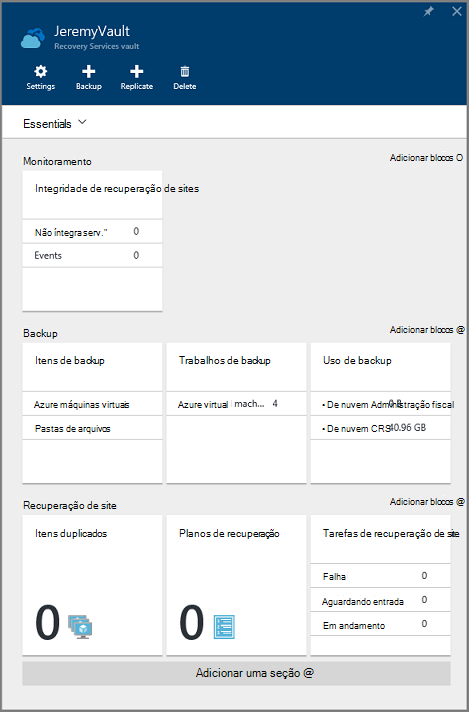 JeremyVault
Recovery Services vault
Settings Backup Replicate Delete
Essentials
Monitoramento Adicionar blocos O
Integridade de recuperação de sites
Não íntegra serv." 0
Events 0
Backup Adicionar blocos @
Itens de backup Trabalhos de backup Uso de backup
Azure máquinas virtuais Azure virtual mach... 4 • De nuvem Administração fiscal 0 B
Pastas de arquivos • De nuvem CRS 40.96 GB
Recuperação de site Adicionar blocos @
Itens duplicados Planos de recuperação Tarefas de recuperação de site
Falha 0
Aguardando entrada 0
Em andamento 0
0 0
Adicionar uma seção @